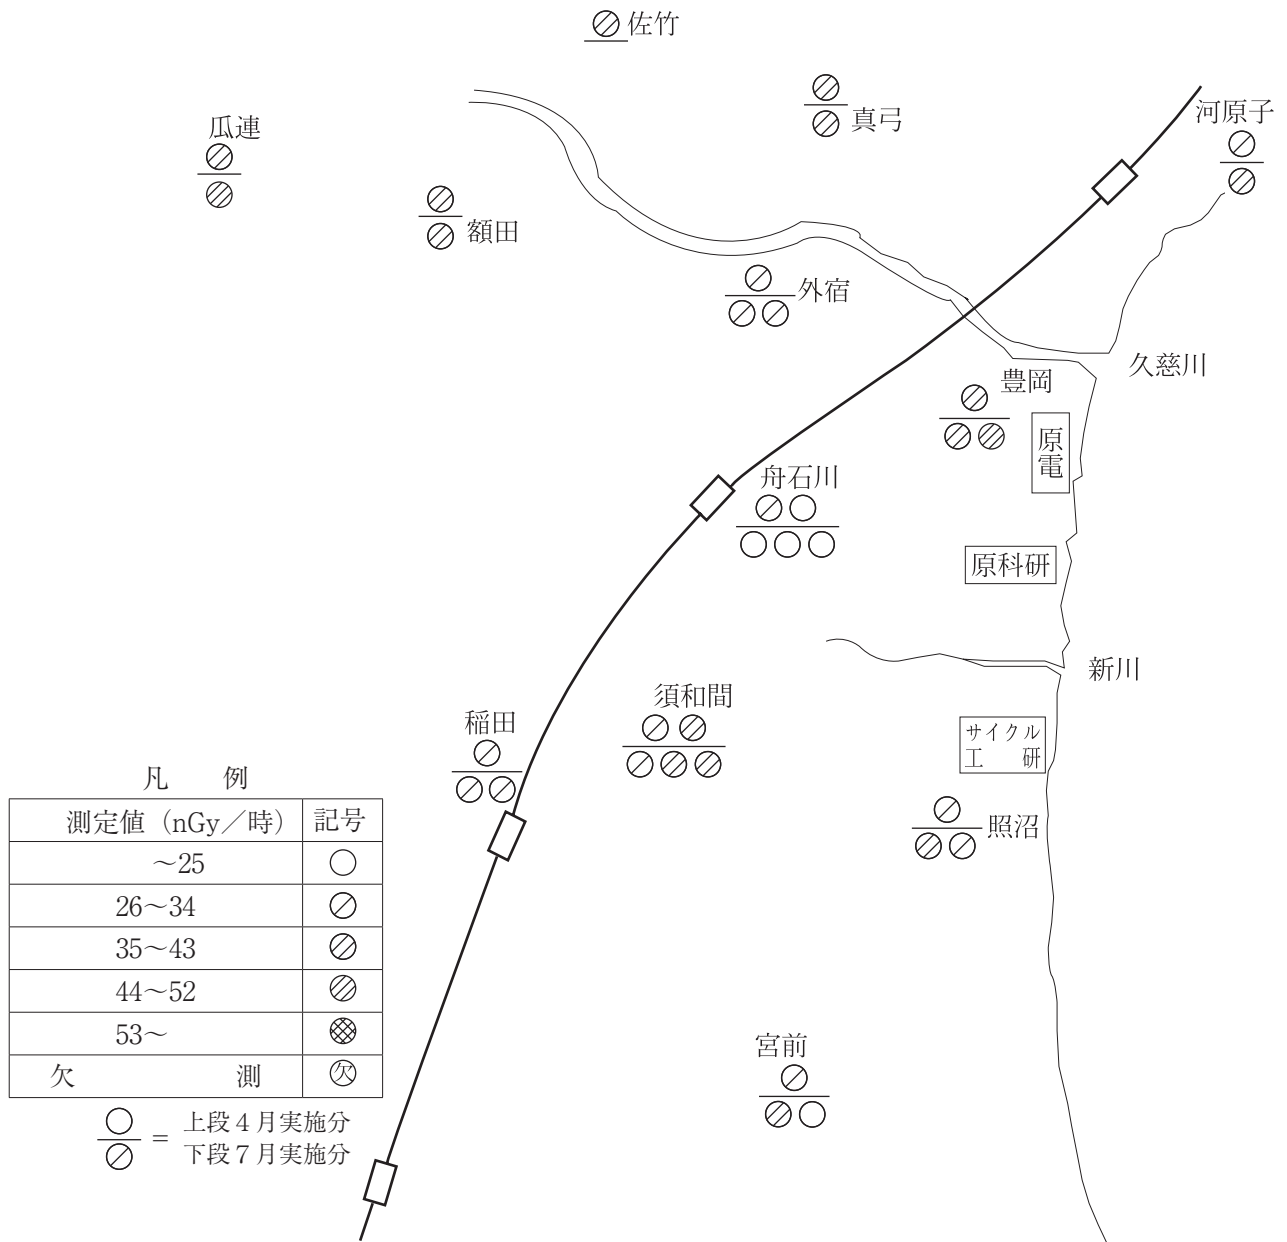 佐竹
真弓
河原子
瓜連
額田
外宿
久慈川
豊岡
原電
舟石川
原科研
新川
須和間
稲田
サイクル
工 研
照沼
宮前
凡 例
測定値 (nGy/時) 記号
~25
26~34
35~43
44~52
53~
欠 測 欠
= 上段4月実施分
下段7月実施分